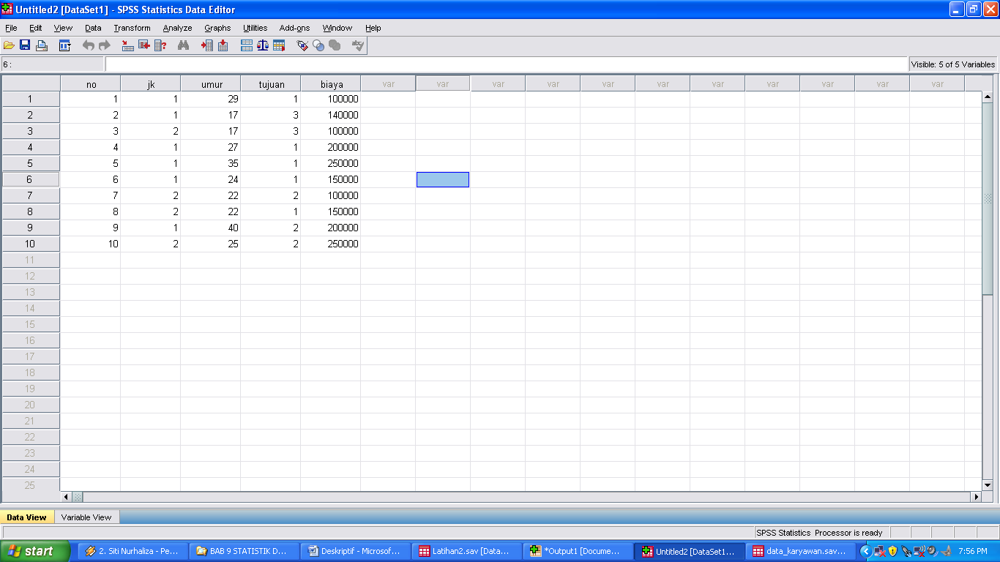 Untitled2 [DataSet1] - SPSS Statistics Data Editor
File Edit View Data Transform Analyze Graphs Utilities Add-ons Window Help
6 : Visible: 5 of 5 Variables
no jk umur tujuan biaya var var var var var var var var var var var
1 1 1 29 1 100000
2 2 1 17 3 140000
3 3 2 17 3 100000
4 4 1 27 1 200000
5 5 1 35 1 250000
6 6 1 24 1 150000
7 7 2 22 2 100000
8 8 2 22 1 150000
9 9 1 40 2 200000
10 10 2 25 2 250000
11
12
13
14
15
16
17
18
19
20
21
22
23
24
25
Data View Variable View
SPSS Statistics Processor is ready
start 2. Siti Nurhaliza - Pe... BAB 9 STATISTIK D... Deskriptif - Microsof... Latihan2.sav [Data... *Output1 [Docume... Untitled2 [DataSet1... data_karyawan.sav... 7:56 PM